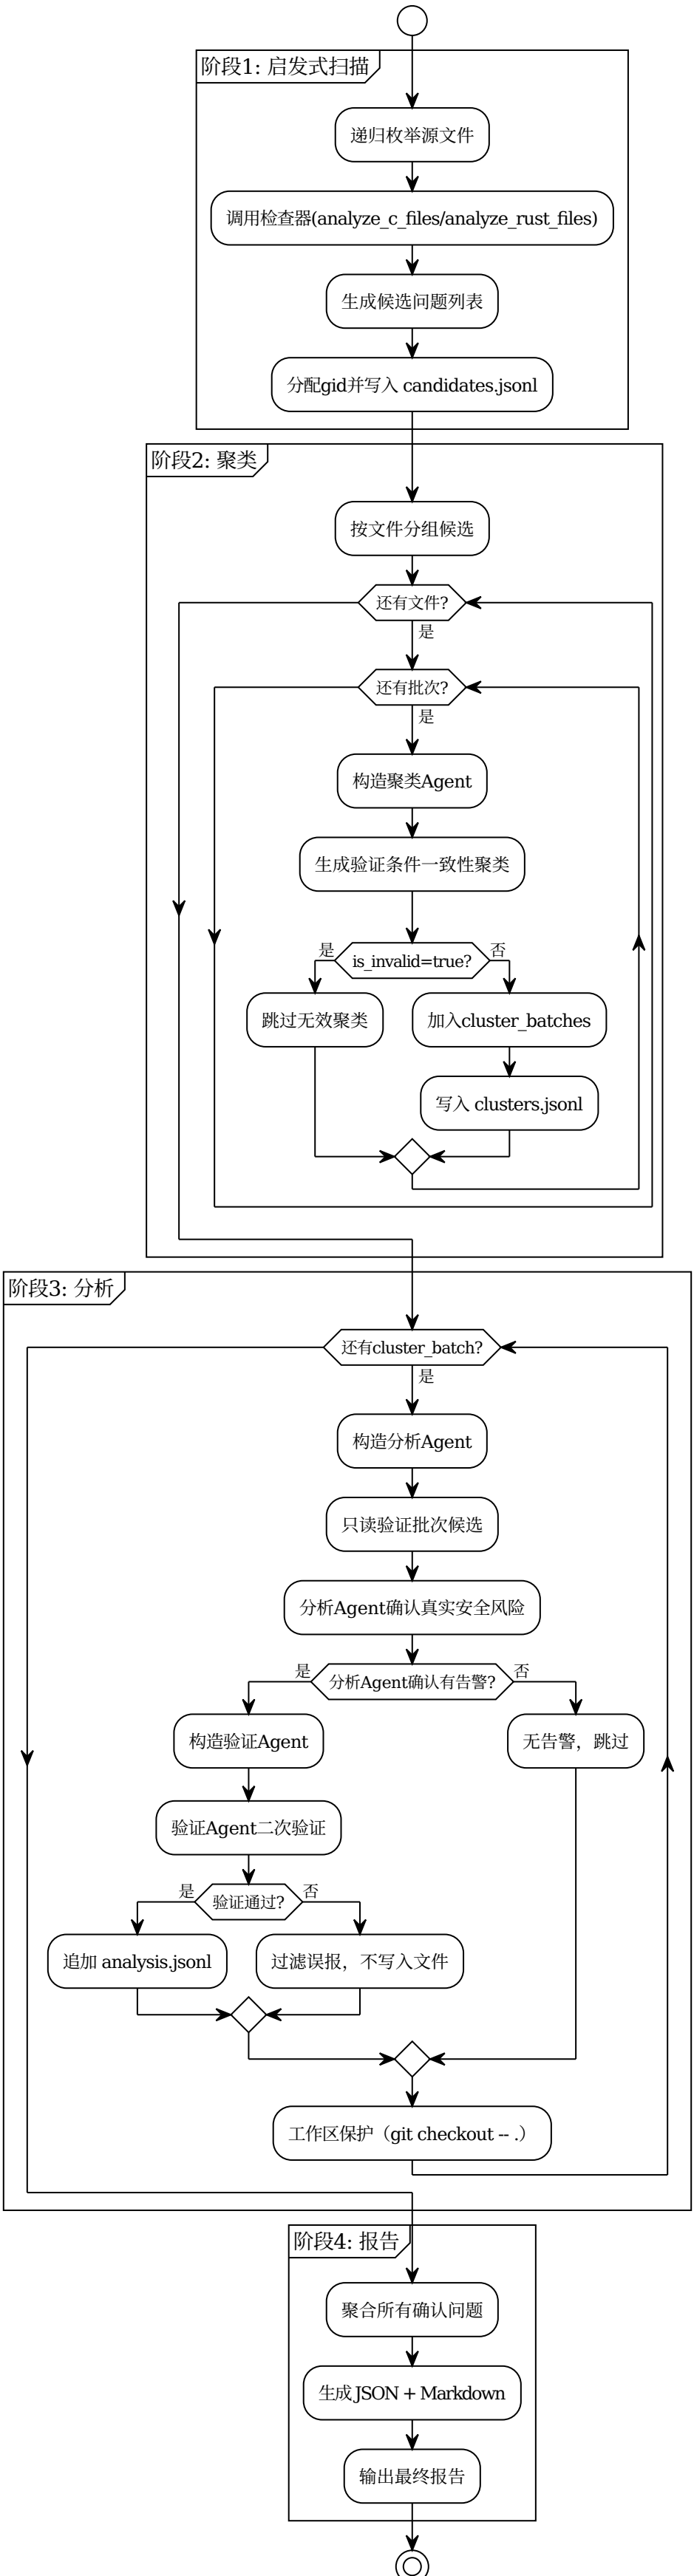 阶段1: 启发式扫描
递归枚举源文件
调用检查器(analyze_c_files/analyze_rust_files)
生成候选问题列表
分配gid并写入 candidates.jsonl
阶段2: 聚类
按文件分组候选
还有文件?
是
还有批次?
是
构造聚类Agent
生成验证条件一致性聚类
是
is_invalid=true?
否
跳过无效聚类
加入cluster_batches
写入 clusters.jsonl
阶段3: 分析
还有cluster_batch?
是
构造分析Agent
只读验证批次候选
分析Agent确认真实安全风险
是
分析Agent确认有告警?
否
构造验证Agent
无告警，跳过
验证Agent二次验证
是
验证通过?
否
追加 analysis.jsonl
过滤误报，不写入文件
工作区保护（git checkout -- .）
阶段4: 报告
聚合所有确认问题
生成 JSON + Markdown
输出最终报告